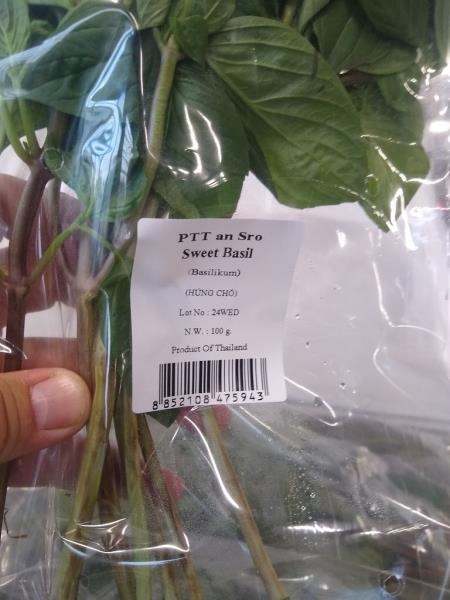 PTT an Sro
Sweet Basil
(Basilikum)
(HÚNG CHÓ)
Lot No : 24WED
N.W. : 100 g.
Product Of Thailand
8 852108 475943